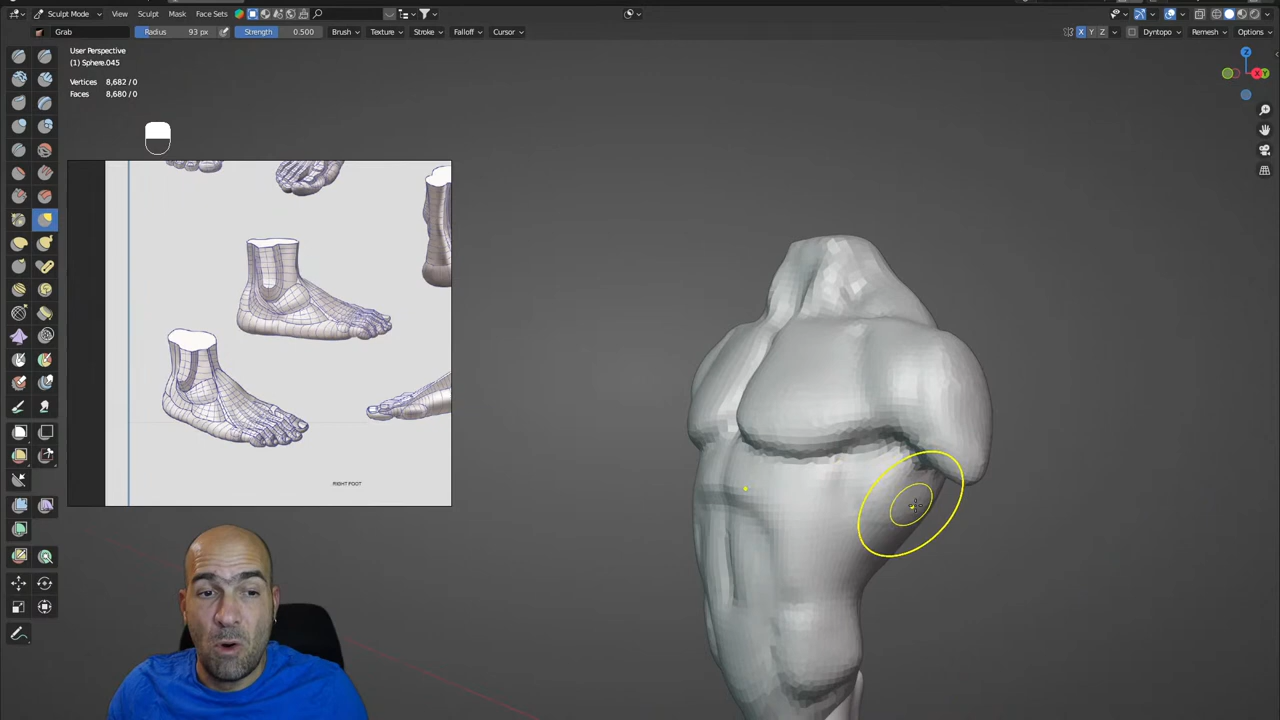 Sculpt Mode View Sculpt Mask Face Sets
Grab Radius 93 px Strength 0.500 Brush Texture Stroke Falloff Cursor X Y Z Dyntopo Remesh Options
User Perspective
(1) Sphere.045
Vertices 8,682 / 0
Faces 8,680 / 0
Z
X Y
RIGHT FOOT